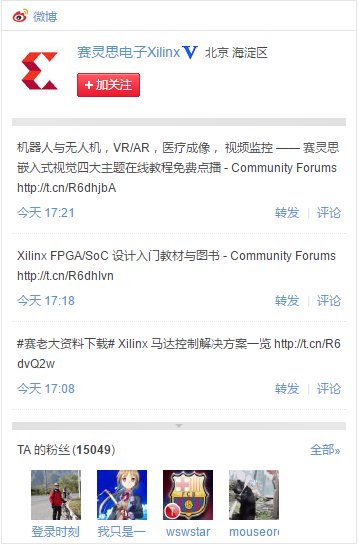 微博
赛灵思电子Xilinx 北京 海淀区
+ 加关注
机器人与无人机，VR/AR，医疗成像， 视频监控 —— 赛灵思
嵌入式视觉四大主题在线教程免费点播 - Community Forums
http://t.cn/R6dhjbA
今天 17:21 转发 | 评论
Xilinx FPGA/SoC 设计入门教材与图书 - Community Forums
http://t.cn/R6dhlvn
今天 17:18 转发 | 评论
#赛老大资料下载# Xilinx 马达控制解决方案一览 http://t.cn/R6
dvQ2w
今天 17:08 转发 | 评论
TA 的粉丝 (15049) 全部»
登录时刻 我只是一 wswstar mouseore